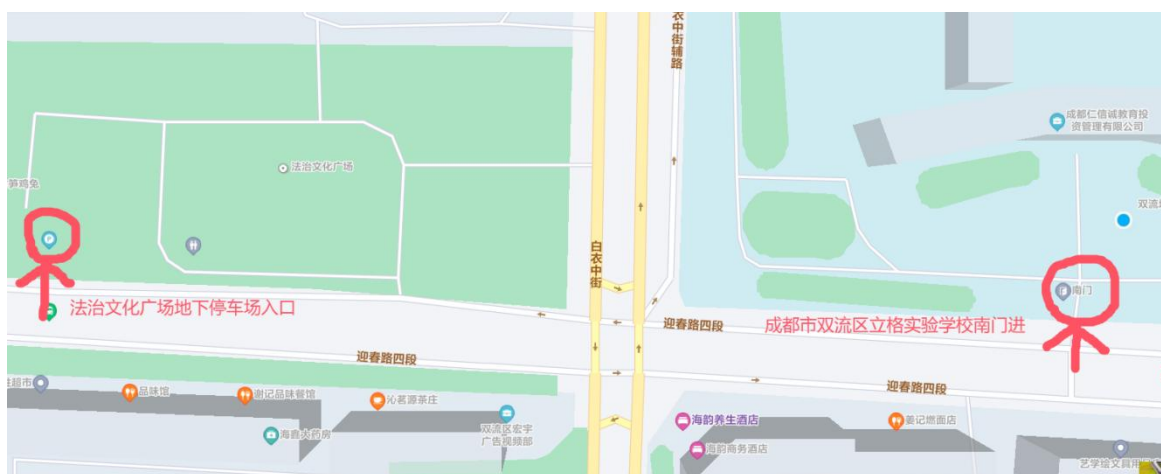 白衣中街辅路
成都仁信诚教育投
资管理有限公司
法治文化广场
笋鸡兔
双流
P
白衣中街
南门
法治文化广场地下停车场入口
成都市双流区立格实验学校南门进
迎春路四段
迎春路四段
迎春路四段
超市
品味馆
谢记品味餐馆
沁茗源茶庄
双流区宏宇
广告视频部
海鑫大药房
海韵养生酒店
海韵商务酒店
姜记燃面店
艺学绘文具用